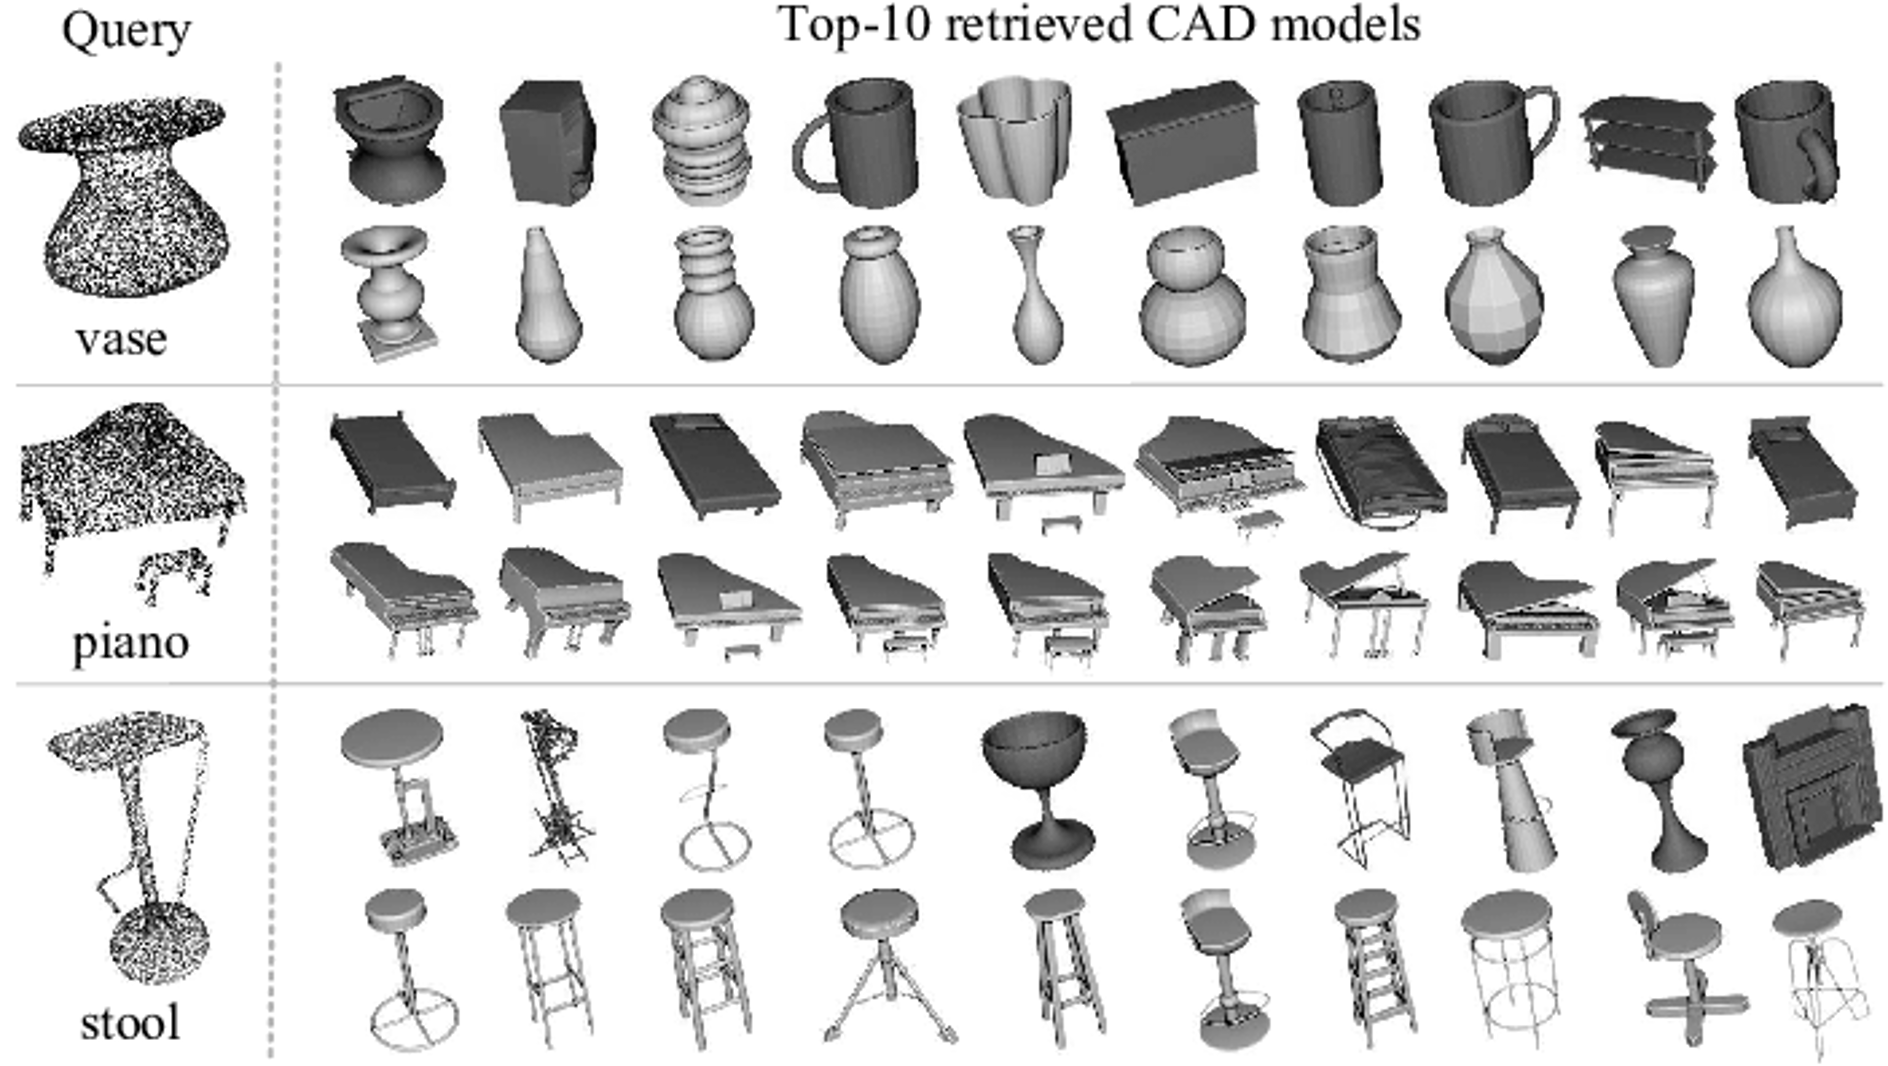 Query
Top-10 retrieved CAD models
vase
piano
stool